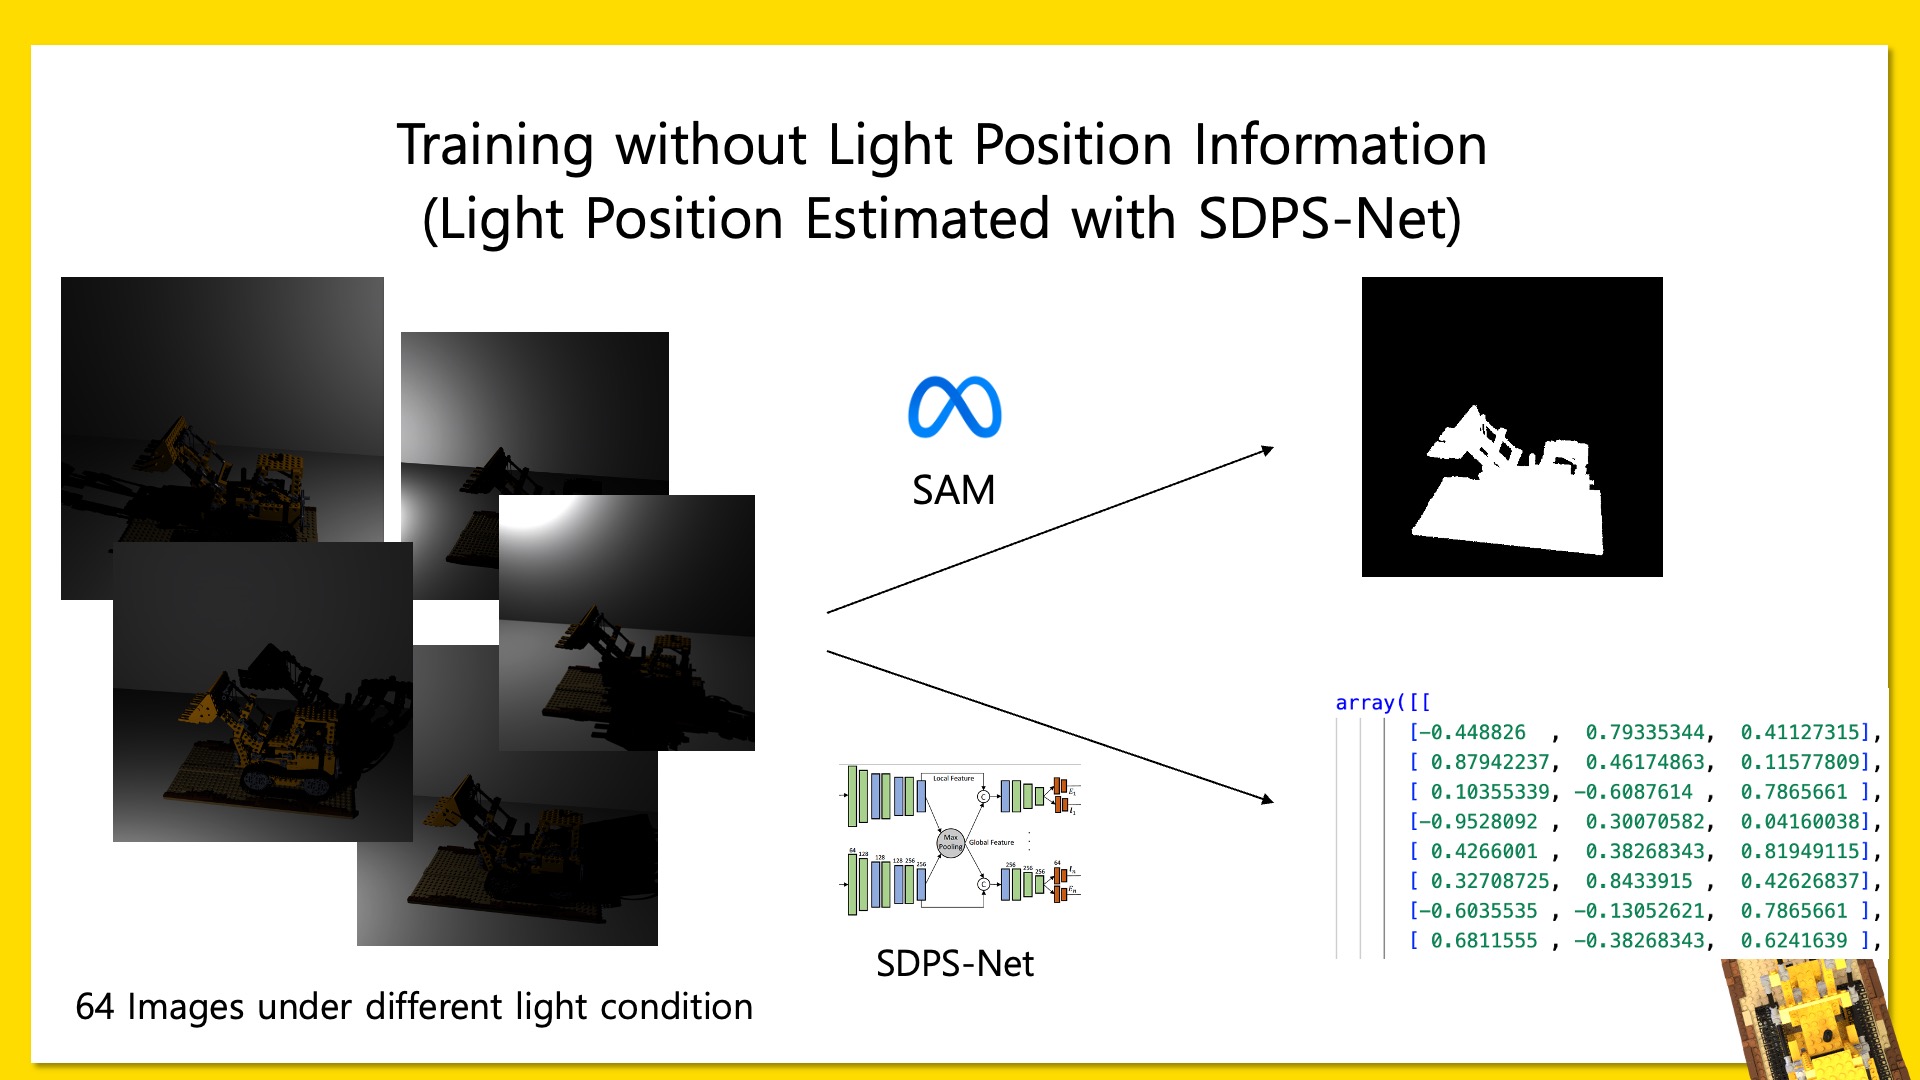 Training without Light Position Information
(Light Position Estimated with SDPS-Net)
SAM
array([[
[-0.448826 , 0.79335344, 0.41127315],
[ 0.87942237, 0.46174863, 0.11577809],
[ 0.10355339, -0.6087614 , 0.7865661 ],
[-0.9528092 , 0.30070582, 0.04160038],
[ 0.4266001 , 0.38268343, 0.81949115],
[ 0.32708725, 0.8433915 , 0.42626837],
[-0.6035535 , -0.13052621, 0.7865661 ],
[ 0.6811555 , -0.38268343, 0.6241639 ],
Local Feature
C
Max
Pooling
Global Feature
64 128 128 128 256 256
C
256 256 256 64
SDPS-Net
64 Images under different light condition